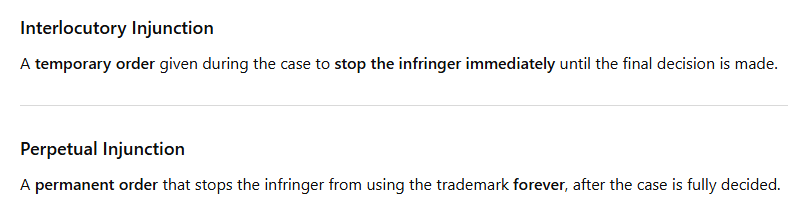 Interlocutory Injunction
A temporary order given during the case to stop the infringer immediately until the final decision is made.
Perpetual Injunction
A permanent order that stops the infringer from using the trademark forever, after the case is fully decided.